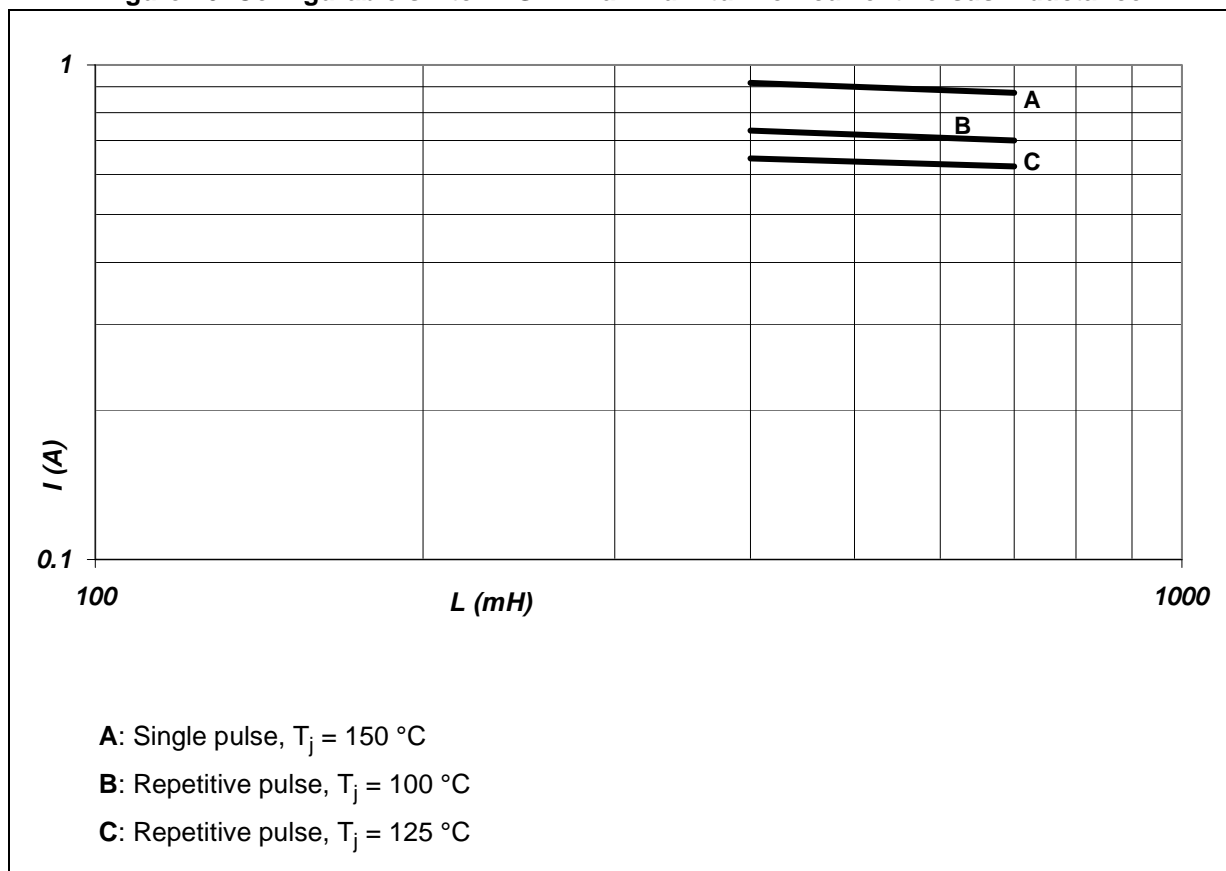 1
A
B
C
I (A)
0.1
100
L (mH)
1000
A: Single pulse, Tj = 150 °C
B: Repetitive pulse, Tj = 100 °C
C: Repetitive pulse, Tj = 125 °C